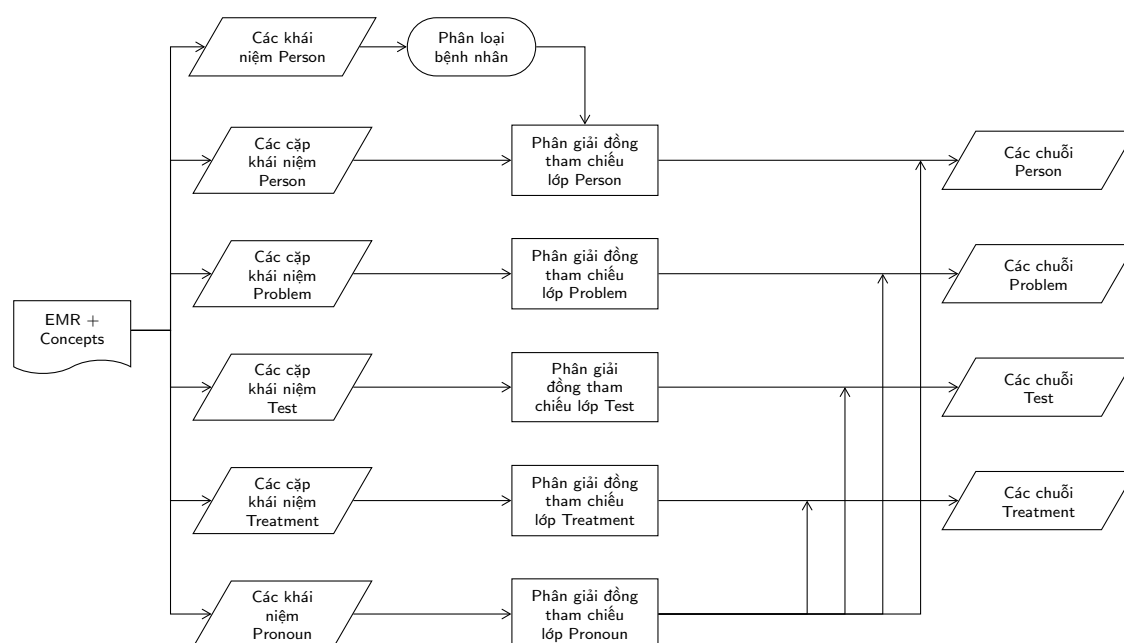 Các khái
niệm Person
Phân loại
bệnh nhân
Các cặp
khái niệm
Person
Phân giải đồng
tham chiếu
lớp Person
Các chuỗi
Person
Các cặp
khái niệm
Problem
Phân giải đồng
tham chiếu
lớp Problem
Các chuỗi
Problem
EMR +
Concepts
Các cặp
khái niệm
Test
Phân giải
đồng tham
chiếu lớp Test
Các chuỗi
Test
Các cặp
khái niệm
Treatment
Phân giải đồng
tham chiếu
lớp Treatment
Các chuỗi
Treatment
Các khái
niệm
Pronoun
Phân giải đồng
tham chiếu
lớp Pronoun